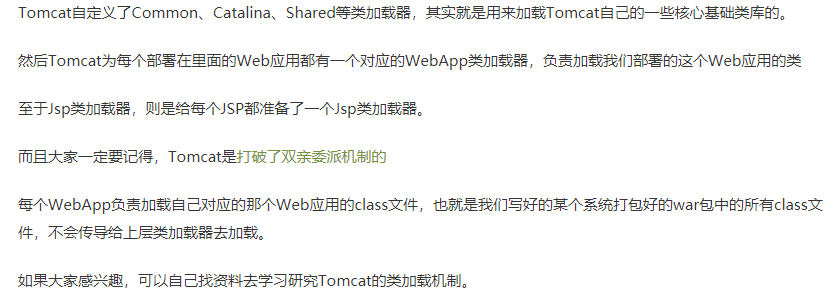 Tomcat自定义了Common、Catalina、Shared等类加载器，其实就是用来加载Tomcat自己的一些核心基础类库的。
然后Tomcat为每个部署在里面的Web应用都有一个对应的WebApp类加载器，负责加载我们部署的这个Web应用的类
至于Jsp类加载器，则是给每个JSP都准备了一个Jsp类加载器。
而且大家一定要记得，Tomcat是打破了双亲委派机制的
每个WebApp负责加载自己对应的那个Web应用的class文件，也就是我们写好的某个系统打包好的war包中的所有class文
件，不会传导给上层类加载器去加载。
如果大家感兴趣，可以自己找资料去学习研究Tomcat的类加载机制。